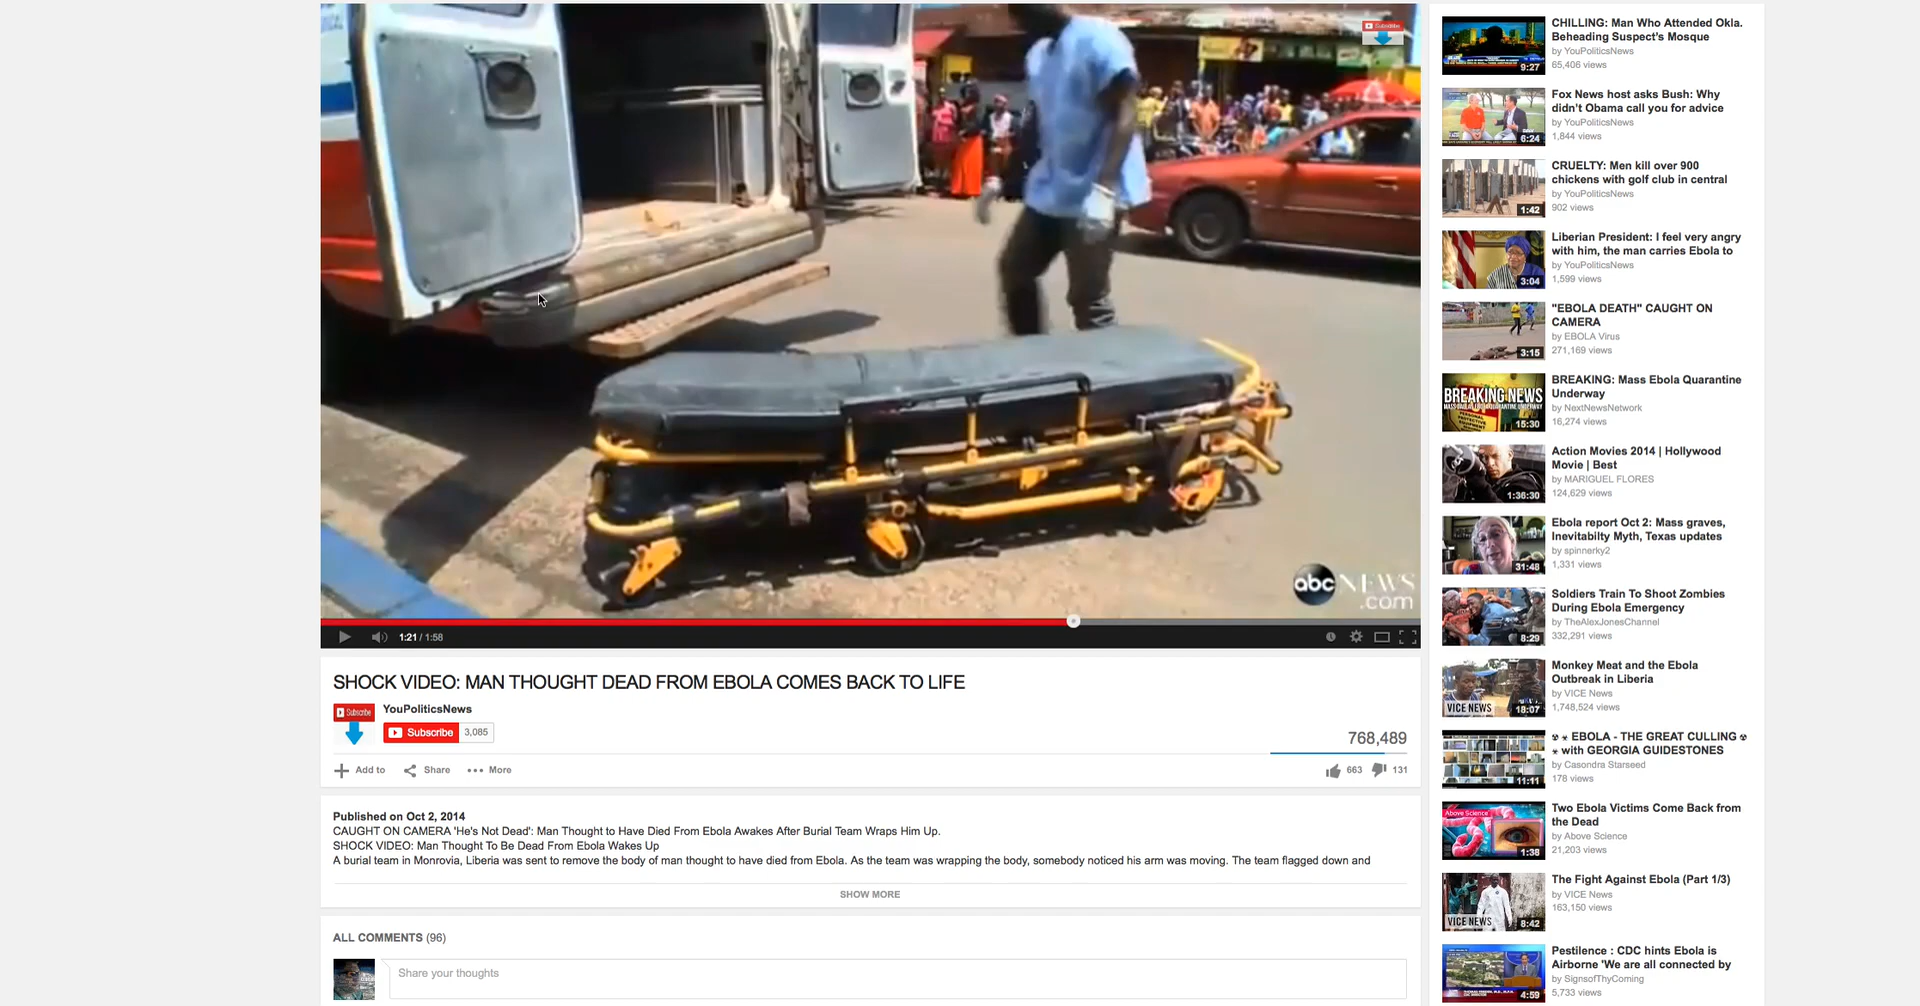 Subscribe
abc NEWS
.com
1:21 / 1:58
SHOCK VIDEO: MAN THOUGHT DEAD FROM EBOLA COMES BACK TO LIFE
Subscribe
YouPoliticsNews
Subscribe 3,085
768,489
Add to Share More
663 131
Published on Oct 2, 2014
CAUGHT ON CAMERA 'He's Not Dead': Man Thought to Have Died From Ebola Awakes After Burial Team Wraps Him Up.
SHOCK VIDEO: Man Thought To Be Dead From Ebola Wakes Up
A burial team in Monrovia, Liberia was sent to remove the body of man thought to have died from Ebola. As the team was wrapping the body, somebody noticed his arm was moving. The team flagged down and
SHOW MORE
ALL COMMENTS (96)
Share your thoughts
9:27
CHILLING: Man Who Attended Okla.
Beheading Suspect's Mosque
by YouPoliticsNews
65,406 views
6:24
Fox News host asks Bush: Why
didn't Obama call you for advice
by YouPoliticsNews
1,844 views
1:42
CRUELTY: Men kill over 900
chickens with golf club in central
by YouPoliticsNews
902 views
3:04
Liberian President: I feel very angry
with him, the man carries Ebola to
by YouPoliticsNews
1,599 views
3:15
"EBOLA DEATH" CAUGHT ON
CAMERA
by EBOLA Virus
271,169 views
BREAKING NEWS
15:30
BREAKING: Mass Ebola Quarantine
Underway
by NextNewsNetwork
16,274 views
1:36:30
Action Movies 2014 | Hollywood
Movie | Best
by MARIGUEL FLORES
124,629 views
31:48
Ebola report Oct 2: Mass graves,
Inevitabilty Myth, Texas updates
by spinnerky2
1,331 views
8:29
Soldiers Train To Shoot Zombies
During Ebola Emergency
by TheAlexJonesChannel
332,291 views
VICE NEWS
18:07
Monkey Meat and the Ebola
Outbreak in Liberia
by VICE News
1,748,524 views
11:11
☢ ☣ EBOLA - THE GREAT CULLING ☢
☣ with GEORGIA GUIDESTONES
by Casondra Starseed
178 views
Above Science
1:38
Two Ebola Victims Come Back from
the Dead
by Above Science
21,203 views
VICE NEWS
8:42
The Fight Against Ebola (Part 1/3)
by VICE News
163,150 views
4:59
Pestilence : CDC hints Ebola is
Airborne 'We are all connected by
by SignsofThyComing
5,733 views